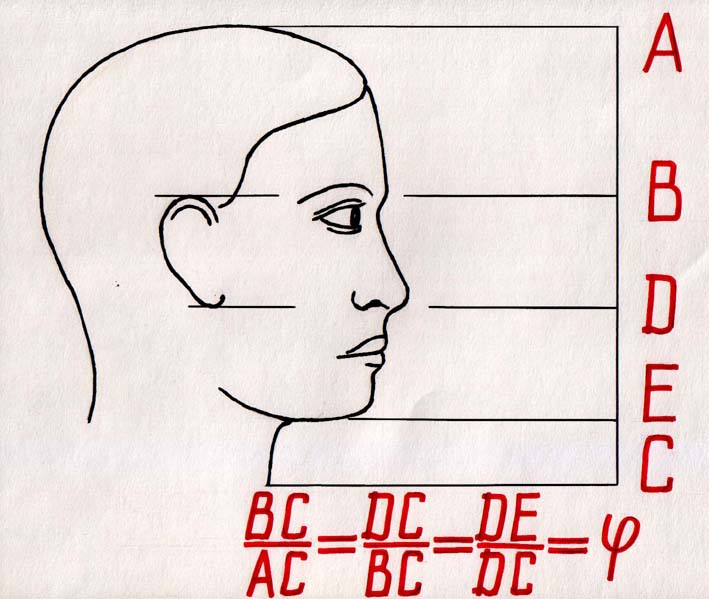 A
B
D
E
C
BC/AC = DC/BC = DE/DC = φ